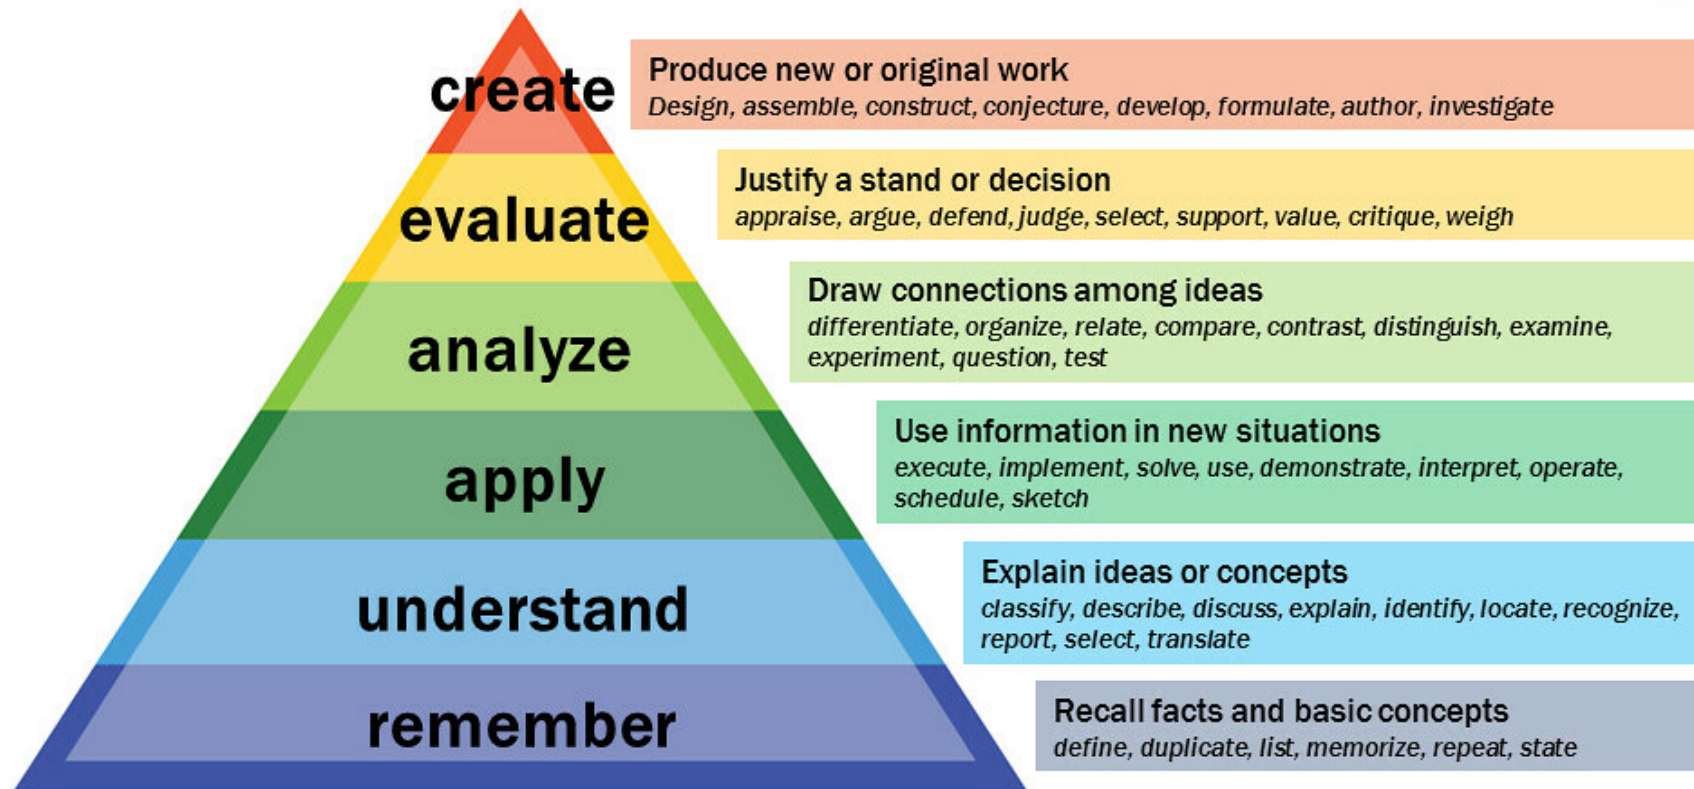 create
Produce new or original work
Design, assemble, construct, conjecture, develop, formulate, author, investigate
evaluate
Justify a stand or decision
appraise, argue, defend, judge, select, support, value, critique, weigh
analyze
Draw connections among ideas
differentiate, organize, relate, compare, contrast, distinguish, examine,
experiment, question, test
apply
Use information in new situations
execute, implement, solve, use, demonstrate, interpret, operate,
schedule, sketch
understand
Explain ideas or concepts
classify, describe, discuss, explain, identify, locate, recognize,
report, select, translate
remember
Recall facts and basic concepts
define, duplicate, list, memorize, repeat, state